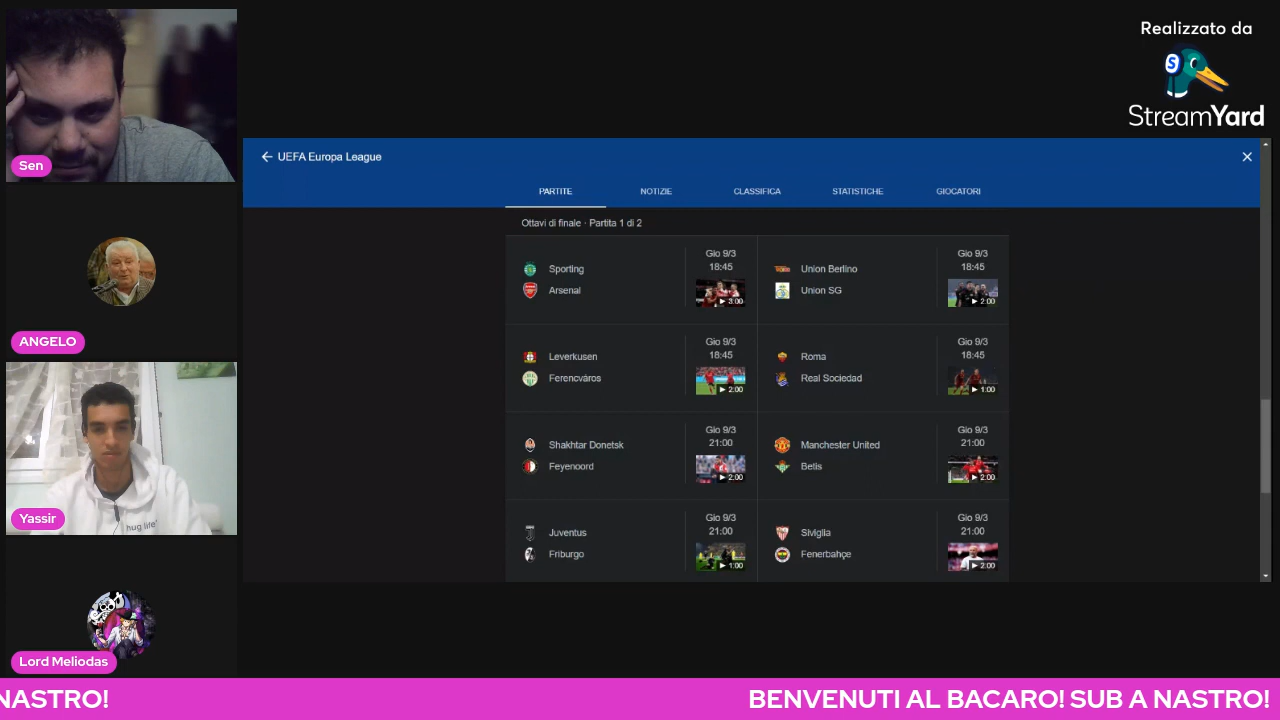 Realizzato da
StreamYard
Sen
ANGELO
Yassir
hug life
Lord Meliodas
UEFA Europa League
PARTITE
NOTIZIE
CLASSIFICA
STATISTICHE
GIOCATORI
Ottavi di finale · Partita 1 di 2
Sporting
Arsenal
Gio 9/3
18:45
3:00
Union Berlino
Union SG
Gio 9/3
18:45
2:00
Leverkusen
Ferencváros
Gio 9/3
18:45
2:00
Roma
Real Sociedad
Gio 9/3
18:45
1:00
Shakhtar Donetsk
Feyenoord
Gio 9/3
21:00
2:00
Manchester United
Betis
Gio 9/3
21:00
2:00
Juventus
Friburgo
Gio 9/3
21:00
1:00
Siviglia
Fenerbahçe
Gio 9/3
21:00
2:00
NASTRO!
BENVENUTI AL BACARO! SUB A NASTRO!